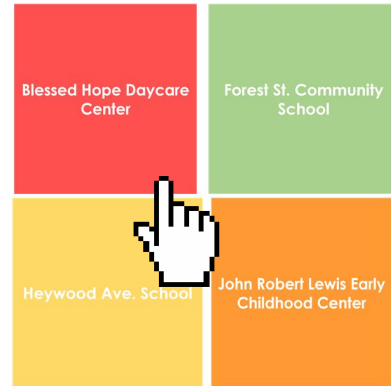 Blessed Hope Daycare
Center
Forest St. Community
School
Heywood Ave. School
John Robert Lewis Early
Childhood Center